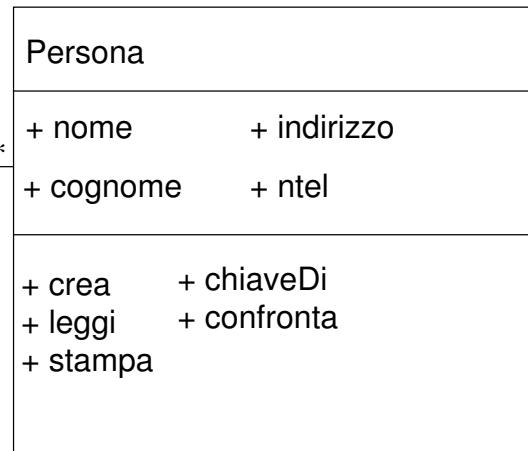 Persona
+ nome + indirizzo
*
+ cognome + ntel
+ crea + chiaveDi
+ leggi + confronta
+ stampa